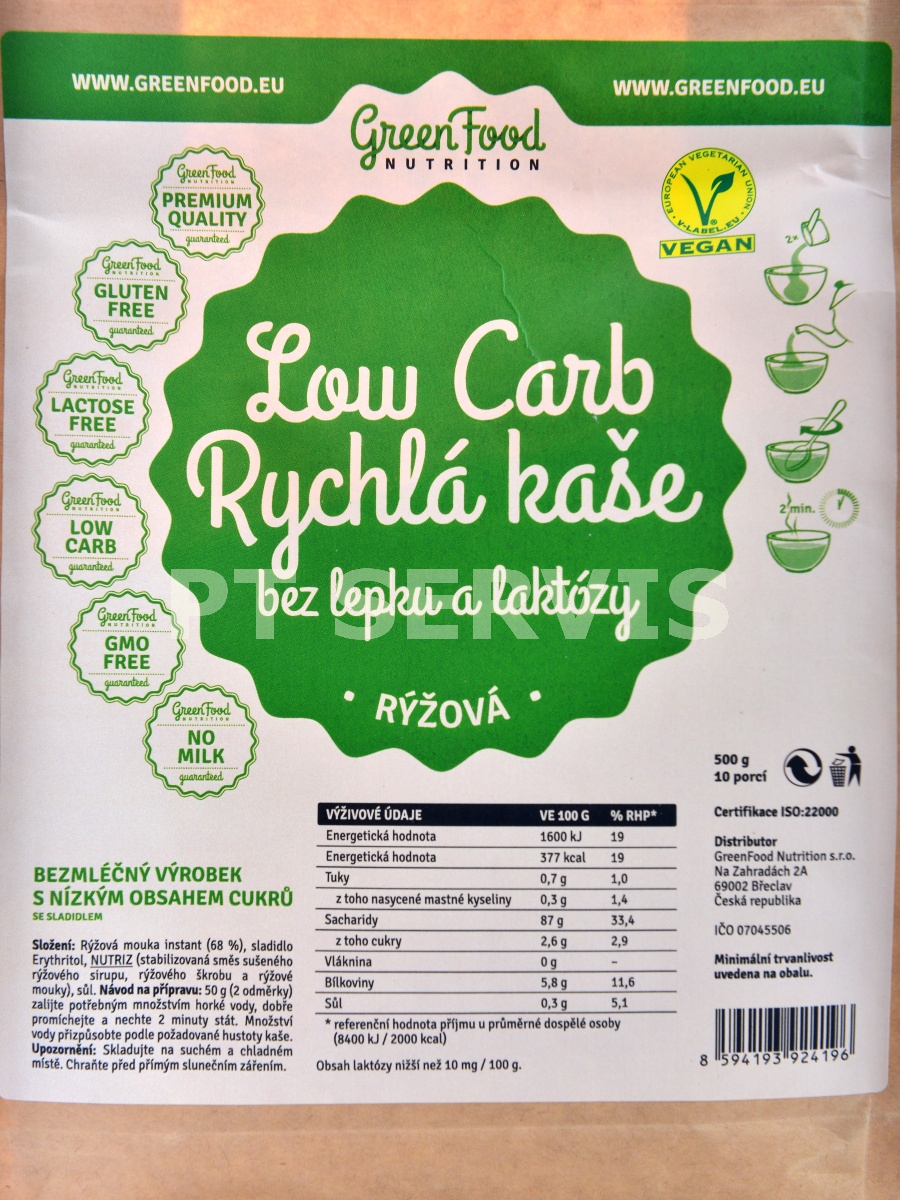 WWW.GREENFOOD.EU
WWW.GREENFOOD.EU
GreenFood
NUTRITION
GreenFood
NUTRITION
PREMIUM
QUALITY
guaranteed
GreenFood
NUTRITION
GLUTEN
FREE
guaranteed
GreenFood
NUTRITION
LACTOSE
FREE
guaranteed
GreenFood
NUTRITION
LOW
CARB
guaranteed
GreenFood
NUTRITION
GMO
FREE
guaranteed
GreenFood
NUTRITION
NO
MILK
guaranteed
EUROPEAN VEGETARIAN UNION
V-LABEL.EU
®
VEGAN
2x
2 min.
Low Carb
Rychlá kaše
bez lepku a laktózy
PT SERVIS
• RÝŽOVÁ •
500 g
10 porcí
Certifikace ISO:22000
Distributor
GreenFood Nutrition s.r.o.
Na Zahradách 2A
69002 Břeclav
Česká republika
IČO 07045506
Minimální trvanlivost
uvedena na obalu.
8 594193 924196
BEZMLÉČNÝ VÝROBEK
S NÍZKÝM OBSAHEM CUKRŮ
SE SLADIDLEM
Složení: Rýžová mouka instant (68 %), sladidlo
Erythritol, NUTRIZ (stabilizovaná směs sušeného
rýžového sirupu, rýžového škrobu a rýžové
mouky), sůl. Návod na přípravu: 50 g (2 odměrky)
zalijte potřebným množstvím horké vody, dobře
promíchejte a nechte 2 minuty stát. Množství
vody přizpůsobte podle požadované hustoty kaše.
Upozornění: Skladujte na suchém a chladném
místě. Chraňte před přímým slunečním zářením.
VÝŽIVOVÉ ÚDAJE VE 100 G % RHP*
Energetická hodnota 1600 kJ 19
Energetická hodnota 377 kcal 19
Tuky 0,7 g 1,0
z toho nasycené mastné kyseliny 0,3 g 1,4
Sacharidy 87 g 33,4
z toho cukry 2,6 g 2,9
Vláknina 0 g –
Bílkoviny 5,8 g 11,6
Sůl 0,3 g 5,1
* referenční hodnota příjmu u průměrné dospělé osoby
(8400 kJ / 2000 kcal)
Obsah laktózy nižší než 10 mg / 100 g.